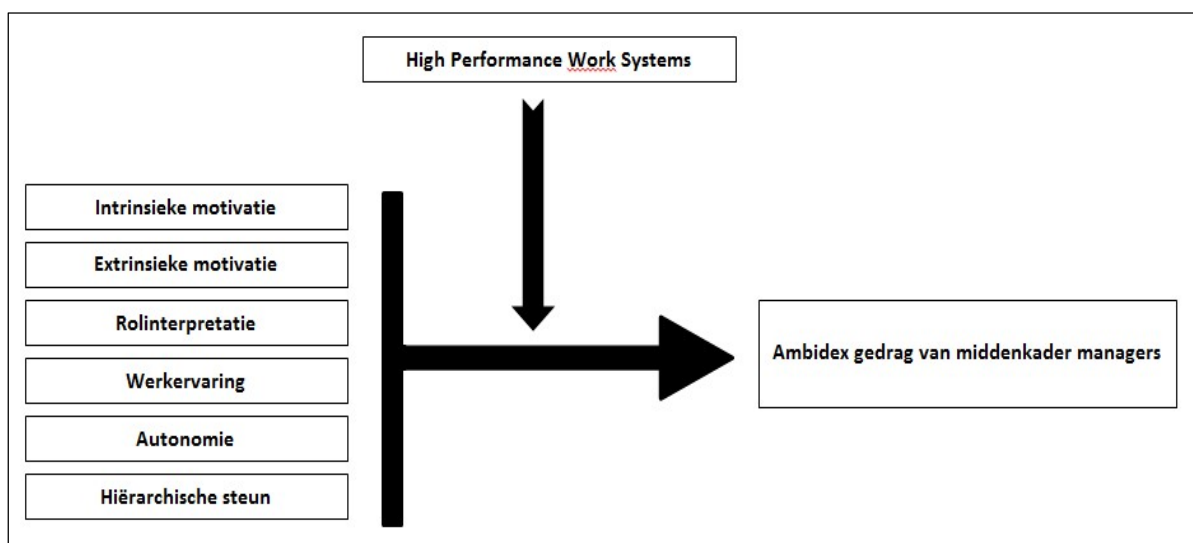 High Performance Work Systems
Intrinsieke motivatie
Extrinsieke motivatie
Rolinterpretatie
Werkervaring
Autonomie
Hiërarchische steun
Ambidex gedrag van middenkader managers